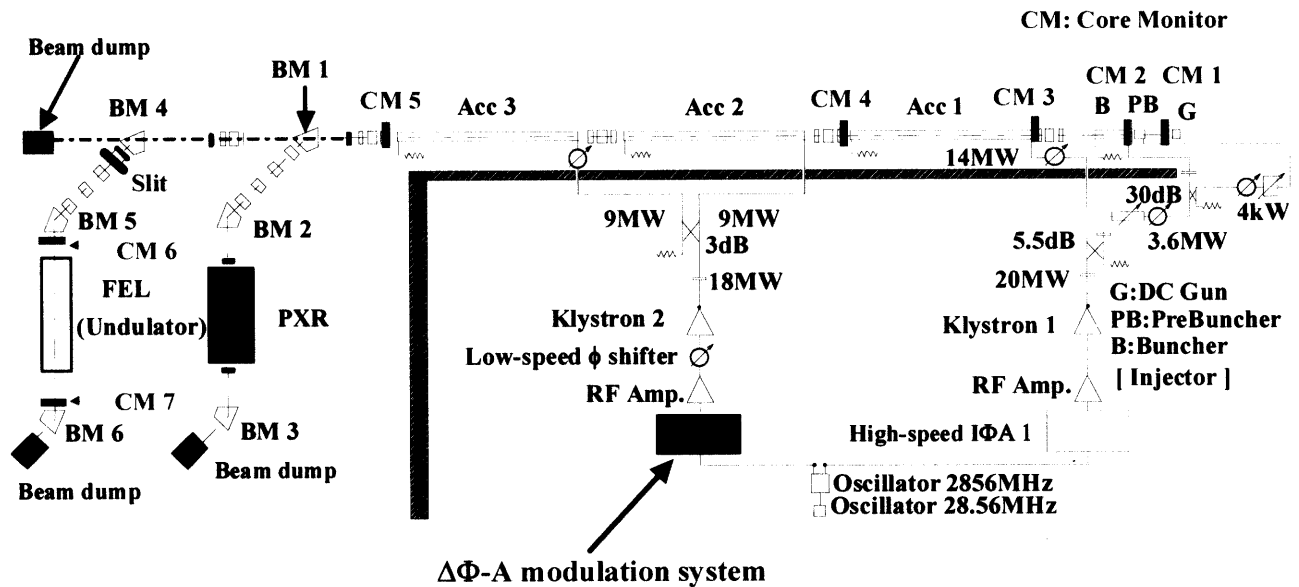 CM: Core Monitor
Beam dump
BM 1
BM 4
CM 5
Acc 3
Acc 2
CM 4
Acc 1
CM 3
CM 2
CM 1
B
PB
G
14MW
Slit
30dB
4kW
BM 5
BM 2
9MW
9MW
3dB
5.5dB
3.6MW
CM 6
18MW
20MW
FEL
(Undulator)
PXR
G:DC Gun
PB:PreBuncher
B:Buncher
[ Injector ]
Klystron 2
Klystron 1
Low-speed ϕ shifter
RF Amp.
RF Amp.
CM 7
BM 6
BM 3
High-speed IΦA 1
Beam dump
Beam dump
Oscillator 2856MHz
Oscillator 28.56MHz
ΔΦ-A modulation system